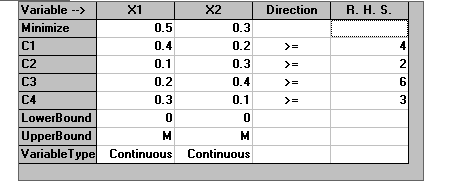 Variable --> X1 X2 Direction R. H. S.
Minimize 0.5 0.3
C1 0.4 0.2 >= 4
C2 0.1 0.3 >= 2
C3 0.2 0.4 >= 6
C4 0.3 0.1 >= 3
LowerBound 0 0
UpperBound M M
VariableType Continuous Continuous